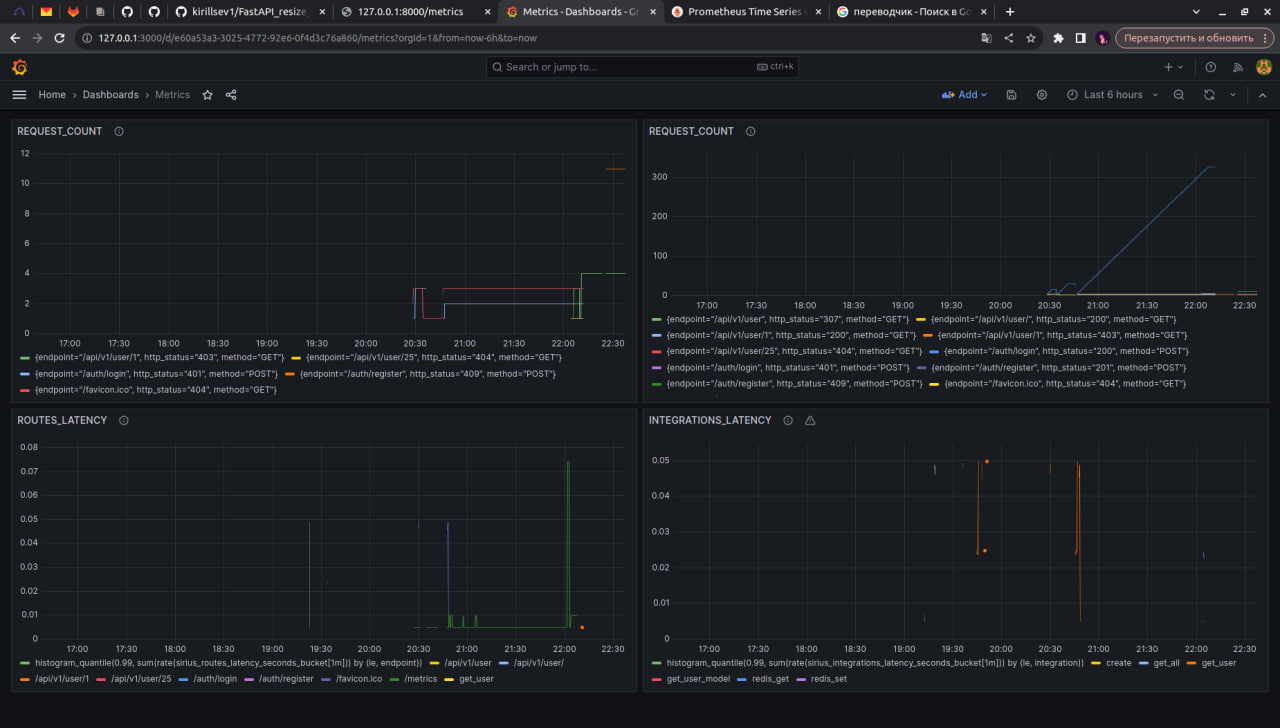 kirillsev1/FastAPI_resize_
127.0.0.1:8000/metrics
Metrics - Dashboards - Gr
Prometheus Time Series
переводчик - Поиск в Go
127.0.0.1:3000/d/e60a53a3-3025-4772-92e6-0f4d3c76a860/metrics?orgId=1&from=now-6h&to=now
Перезапустить и обновить
Search or jump to...
ctrl+k
Home › Dashboards › Metrics
Add
Last 6 hours
REQUEST_COUNT
12
10
8
6
4
2
0
17:00 17:30 18:00 18:30 19:00 19:30 20:00 20:30 21:00 21:30 22:00 22:30
{endpoint="/api/v1/user/1", http_status="403", method="GET"} {endpoint="/api/v1/user/25", http_status="404", method="GET"}
{endpoint="/auth/login", http_status="401", method="POST"} {endpoint="/auth/register", http_status="409", method="POST"}
{endpoint="/favicon.ico", http_status="404", method="GET"}
REQUEST_COUNT
300
200
100
0
17:00 17:30 18:00 18:30 19:00 19:30 20:00 20:30 21:00 21:30 22:00 22:30
{endpoint="/api/v1/user", http_status="307", method="GET"} {endpoint="/api/v1/user/", http_status="200", method="GET"}
{endpoint="/api/v1/user/1", http_status="200", method="GET"} {endpoint="/api/v1/user/1", http_status="403", method="GET"}
{endpoint="/api/v1/user/25", http_status="404", method="GET"} {endpoint="/auth/login", http_status="200", method="POST"}
{endpoint="/auth/login", http_status="401", method="POST"} {endpoint="/auth/register", http_status="201", method="POST"}
{endpoint="/auth/register", http_status="409", method="POST"} {endpoint="/favicon.ico", http_status="404", method="GET"}
ROUTES_LATENCY
0.08
0.07
0.06
0.05
0.04
0.03
0.02
0.01
0
17:00 17:30 18:00 18:30 19:00 19:30 20:00 20:30 21:00 21:30 22:00 22:30
histogram_quantile(0.99, sum(rate(sirius_routes_latency_seconds_bucket[1m])) by (le, endpoint)) /api/v1/user /api/v1/user/
/api/v1/user/1 /api/v1/user/25 /auth/login /auth/register /favicon.ico /metrics get_user
INTEGRATIONS_LATENCY
0.05
0.04
0.03
0.02
0.01
0
17:00 17:30 18:00 18:30 19:00 19:30 20:00 20:30 21:00 21:30 22:00 22:30
histogram_quantile(0.99, sum(rate(sirius_integrations_latency_seconds_bucket[1m])) by (le, integration)) create get_all get_user
get_user_model redis_get redis_set